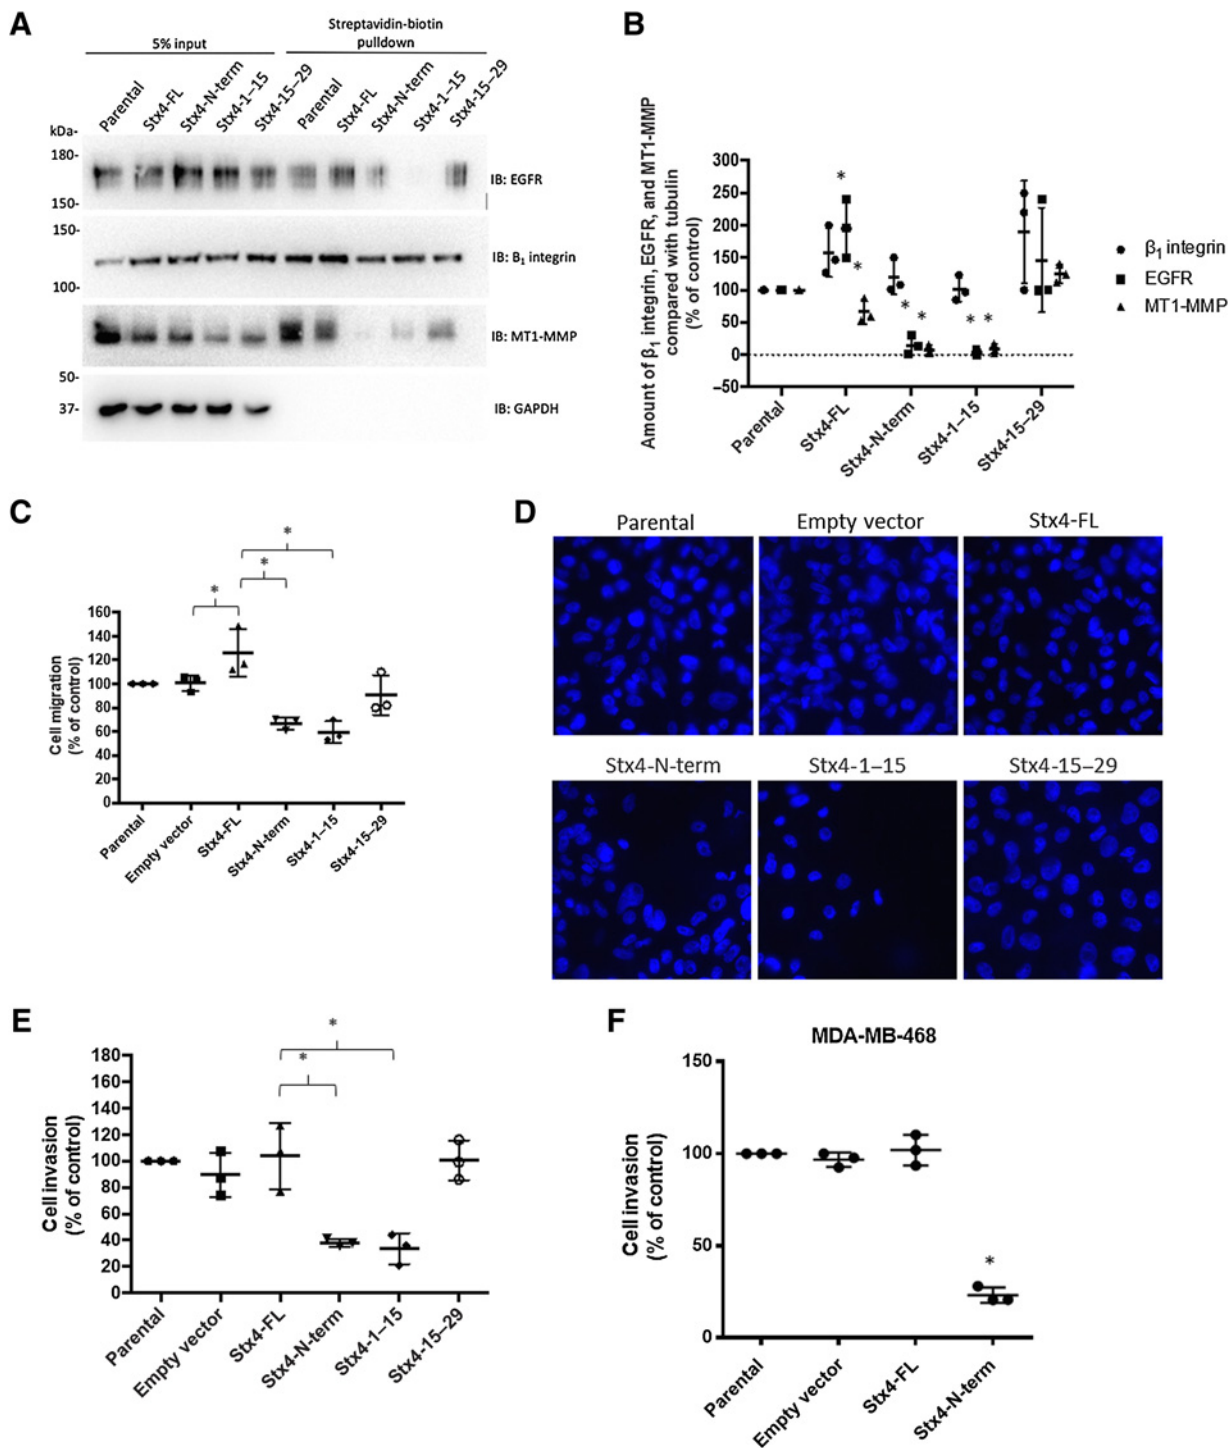 A
5% input
Streptavidin-biotin
pulldown
Parental
Stx4-FL
Stx4-N-term
Stx4-1–15
Stx4-15–29
Parental
Stx4-FL
Stx4-N-term
Stx4-1–15
Stx4-15–29
kDa-
180-
IB: EGFR
150-
150-
IB: B1 integrin
100-
IB: MT1-MMP
50-
37-
IB: GAPDH
B
Amount of β1 integrin, EGFR, and MT1-MMP
compared with tubulin
(% of control)
300
250
200
150
100
50
0
–50
*
*
*
*
*
*
β1 integrin
EGFR
MT1-MMP
Parental
Stx4-FL
Stx4-N-term
Stx4-1–15
Stx4-15–29
C
*
*
*
Cell migration
(% of control)
160
140
120
100
80
60
40
20
0
Parental
Empty vector
Stx4-FL
Stx4-N-term
Stx4-1–15
Stx4-15–29
D
Parental
Empty vector
Stx4-FL
Stx4-N-term
Stx4-1–15
Stx4-15–29
E
*
*
Cell invasion
(% of control)
180
160
140
120
100
80
60
40
20
0
Parental
Empty vector
Stx4-FL
Stx4-N-term
Stx4-1–15
Stx4-15–29
F
MDA-MB-468
Cell invasion
(% of control)
150
100
50
0
*
Parental
Empty vector
Stx4-FL
Stx4-N-term